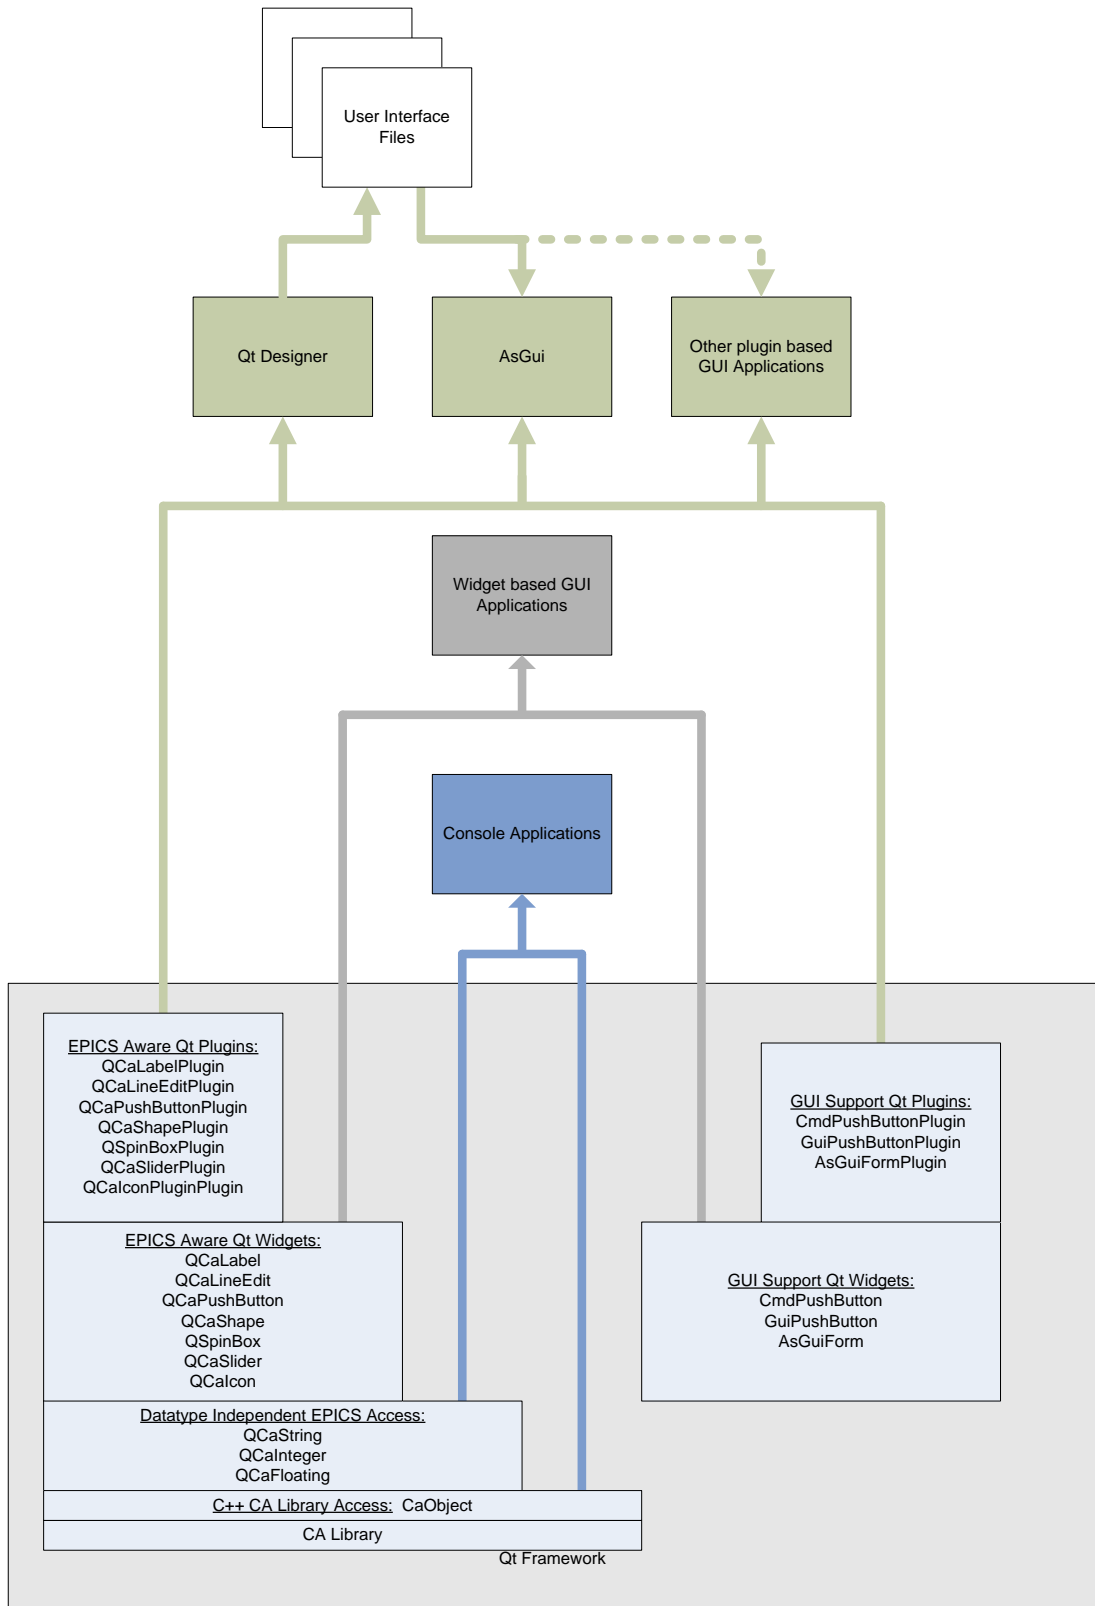 User Interface
Files
Qt Designer
AsGui
Other plugin based
GUI Applications
Widget based GUI
Applications
Console Applications
EPICS Aware Qt Plugins:
QCaLabelPlugin
QCaLineEditPlugin
QCaPushButtonPlugin
QCaShapePlugin
QSpinBoxPlugin
QCaSliderPlugin
QCaIconPluginPlugin
GUI Support Qt Plugins:
CmdPushButtonPlugin
GuiPushButtonPlugin
AsGuiFormPlugin
EPICS Aware Qt Widgets:
QCaLabel
QCaLineEdit
QCaPushButton
QCaShape
QSpinBox
QCaSlider
QCaIcon
GUI Support Qt Widgets:
CmdPushButton
GuiPushButton
AsGuiForm
Datatype Independent EPICS Access:
QCaString
QCaInteger
QCaFloating
C++ CA Library Access: CaObject
CA Library
Qt Framework